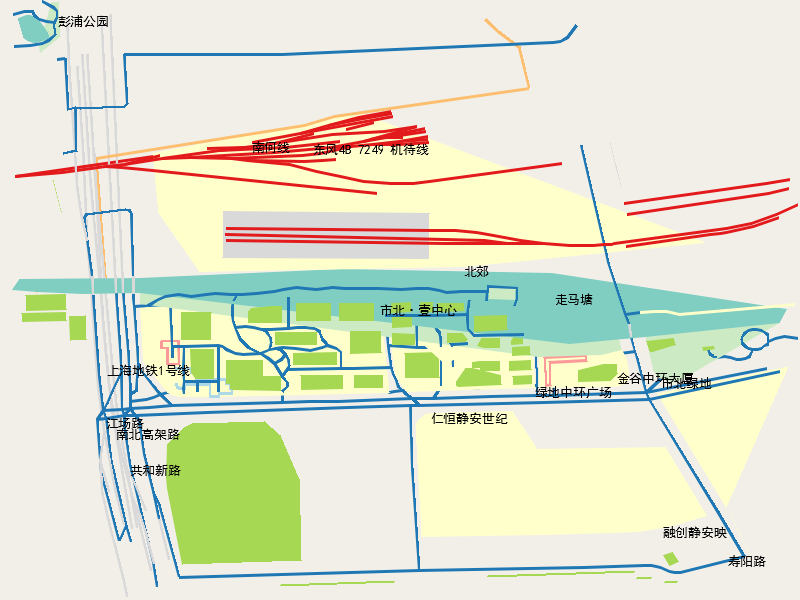 彭浦公园
南何线
东风4B 7249 机待线
北郊
走马塘
市北·壹中心
上海地铁1号线
金谷中环大厦
市北绿地
绿地中环广场
仁恒静安世纪
江场路
南北高架路
共和新路
融创静安映
寿阳路